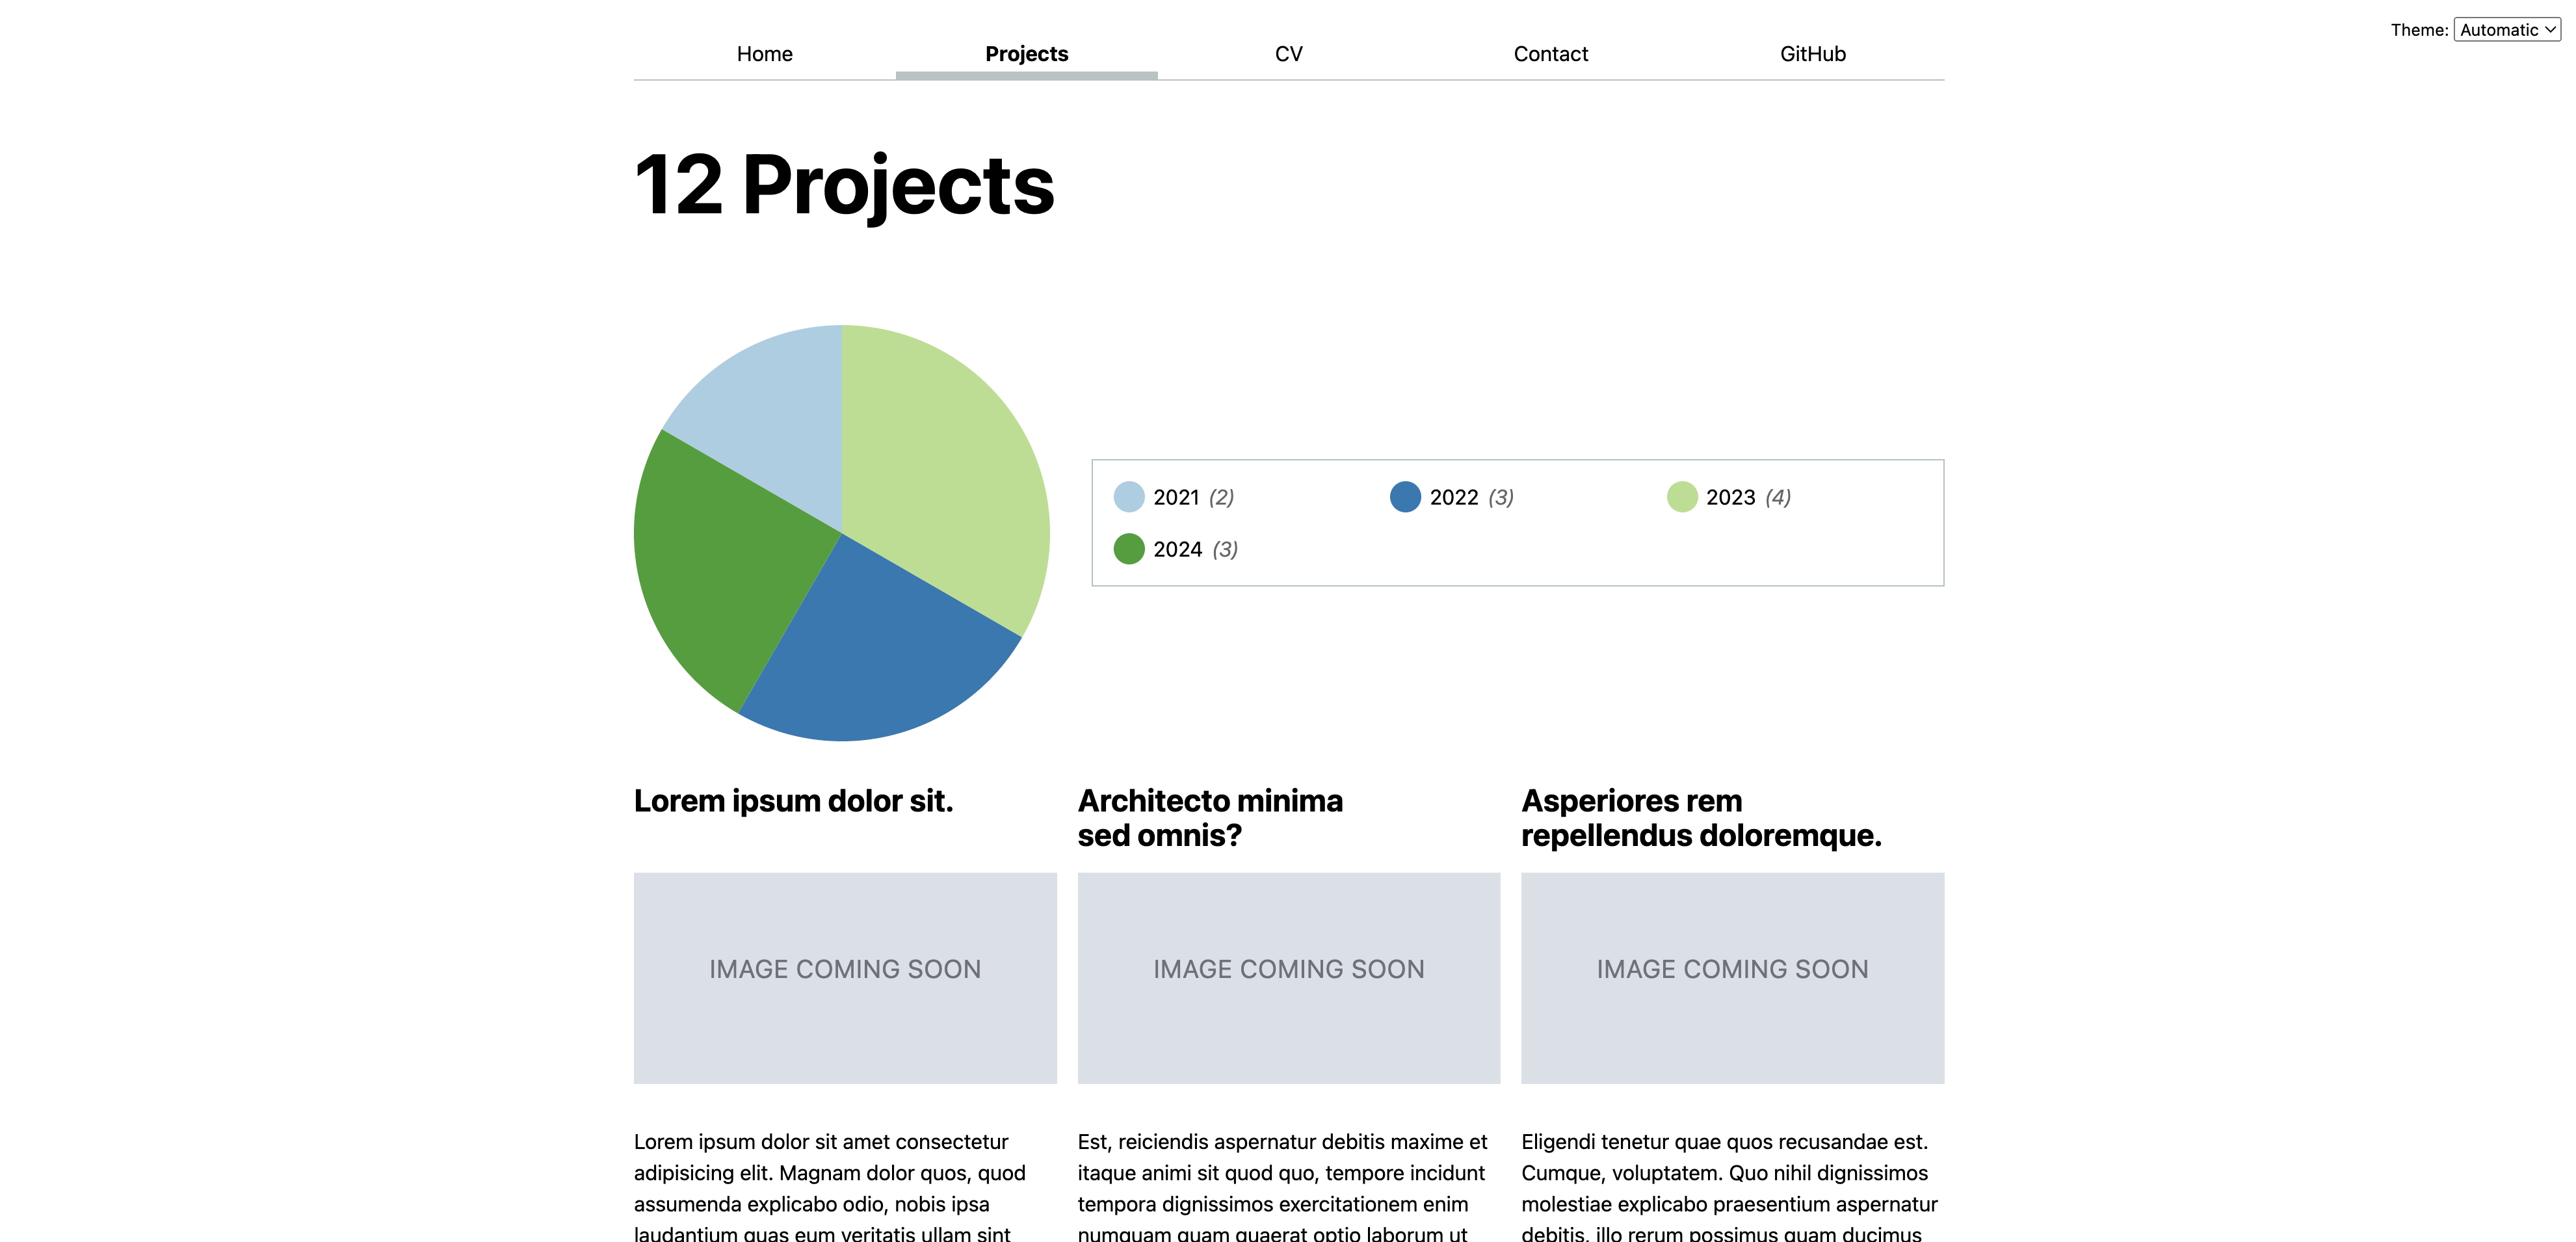 Theme: Automatic
Home Projects CV Contact GitHub
12 Projects
2021 (2) 2022 (3) 2023 (4)
2024 (3)
Lorem ipsum dolor sit.
Architecto minima
sed omnis?
Asperiores rem
repellendus doloremque.
IMAGE COMING SOON
IMAGE COMING SOON
IMAGE COMING SOON
Lorem ipsum dolor sit amet consectetur
adipisicing elit. Magnam dolor quos, quod
assumenda explicabo odio, nobis ipsa
laudantium quas eum veritatis ullam sint
Est, reiciendis aspernatur debitis maxime et
itaque animi sit quod quo, tempore incidunt
tempora dignissimos exercitationem enim
numquam quam quaerat optio laborum ut
Eligendi tenetur quae quos recusandae est.
Cumque, voluptatem. Quo nihil dignissimos
molestiae explicabo praesentium aspernatur
debitis, illo rerum possimus quam ducimus